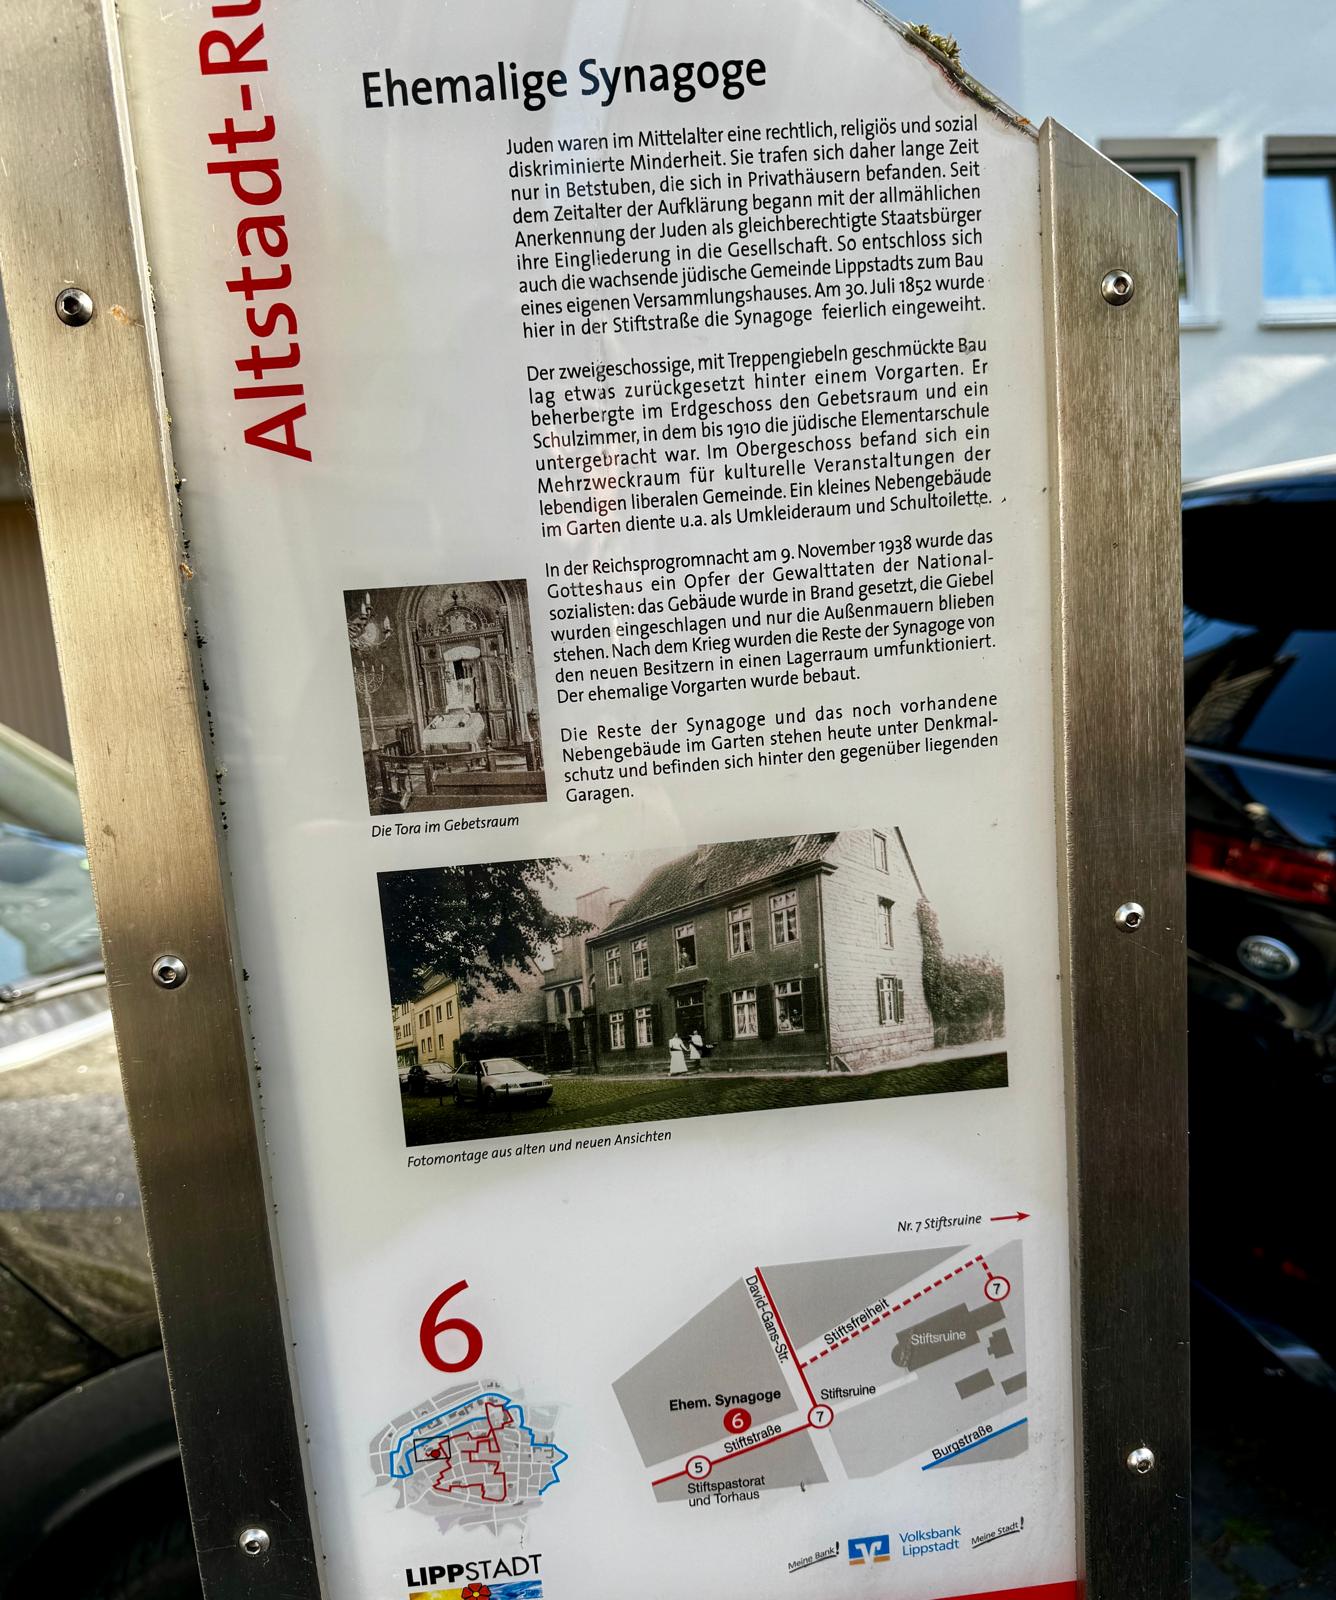 Altstadt-Ru
Ehemalige Synagoge
Juden waren im Mittelalter eine rechtlich, religiös und sozial
diskriminierte Minderheit. Sie trafen sich daher lange Zeit
nur in Betstuben, die sich in Privathäusern befanden. Seit
dem Zeitalter der Aufklärung begann mit der allmählichen
Anerkennung der Juden als gleichberechtigte Staatsbürger
ihre Eingliederung in die Gesellschaft. So entschloss sich
auch die wachsende jüdische Gemeinde Lippstadts zum Bau
eines eigenen Versammlungshauses. Am 30. Juli 1852 wurde
hier in der Stiftstraße die Synagoge feierlich eingeweiht.
Der zweigeschossige, mit Treppengiebeln geschmückte Bau
lag etwas zurückgesetzt hinter einem Vorgarten. Er
beherbergte im Erdgeschoss den Gebetsraum und ein
Schulzimmer, in dem bis 1910 die jüdische Elementarschule
untergebracht war. Im Obergeschoss befand sich ein
Mehrzweckraum für kulturelle Veranstaltungen der
lebendigen liberalen Gemeinde. Ein kleines Nebengebäude
im Garten diente u.a. als Umkleideraum und Schultoilette.
In der Reichsprogromnacht am 9. November 1938 wurde das
Gotteshaus ein Opfer der Gewalttaten der National-
sozialisten: das Gebäude wurde in Brand gesetzt, die Giebel
wurden eingeschlagen und nur die Außenmauern blieben
stehen. Nach dem Krieg wurden die Reste der Synagoge von
den neuen Besitzern in einen Lagerraum umfunktioniert.
Der ehemalige Vorgarten wurde bebaut.
Die Reste der Synagoge und das noch vorhandene
Nebengebäude im Garten stehen heute unter Denkmal-
schutz und befinden sich hinter den gegenüber liegenden
Garagen.
Die Tora im Gebetsraum
Fotomontage aus alten und neuen Ansichten
Nr. 7 Stiftsruine
6
David-Gans-Str.
Stiftsfreiheit
7
Stiftsruine
Ehem. Synagoge
6
Stiftsruine
7
Stiftstraße
5
Stiftspastorat
und Torhaus
Burgstraße
LIPPSTADT
Meine Bank!
Volksbank
Lippstadt
Meine Stadt!